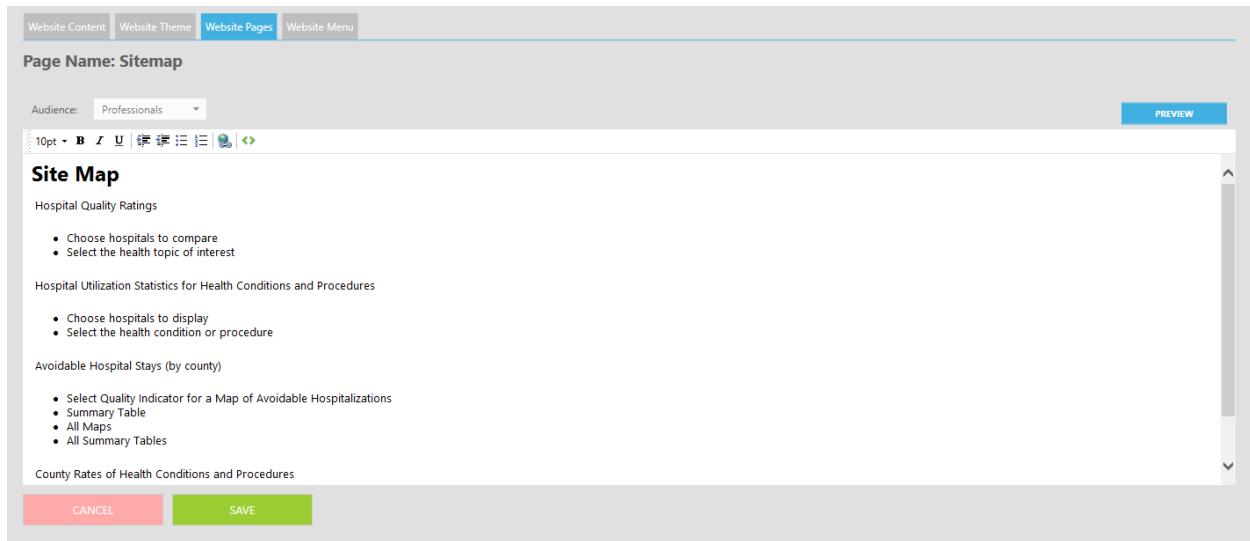 Website Content Website Theme Website Pages Website Menu
Page Name: Sitemap
Audience: Professionals
PREVIEW
10pt B I U
Site Map
Hospital Quality Ratings
Choose hospitals to compare
Select the health topic of interest
Hospital Utilization Statistics for Health Conditions and Procedures
Choose hospitals to display
Select the health condition or procedure
Avoidable Hospital Stays (by county)
Select Quality Indicator for a Map of Avoidable Hospitalizations
Summary Table
All Maps
All Summary Tables
County Rates of Health Conditions and Procedures
CANCEL SAVE